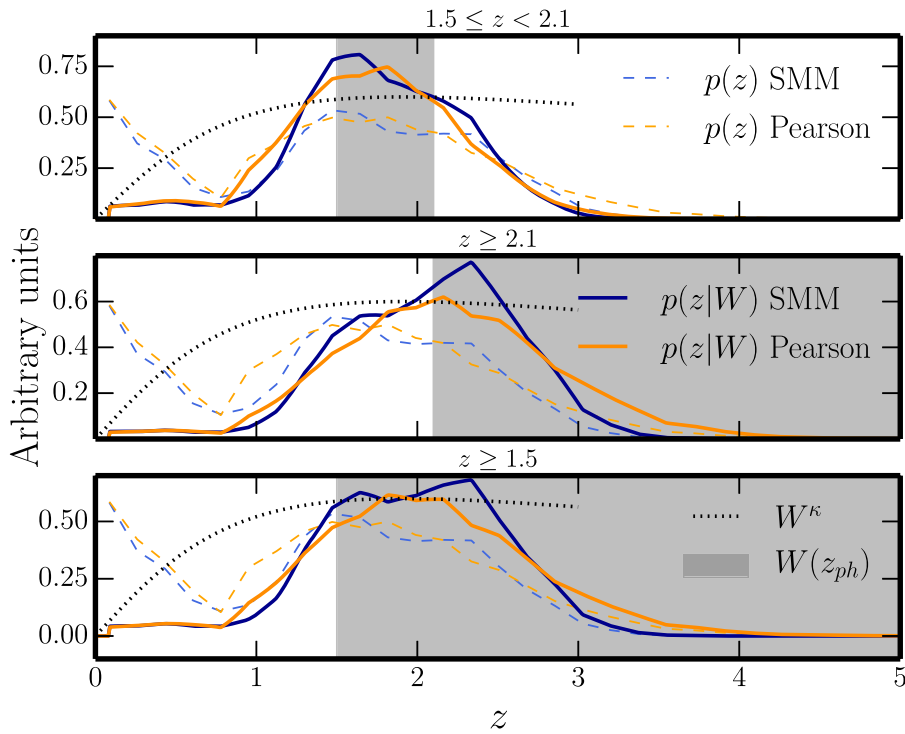 1.5 ≤ z < 2.1
0.75
0.50
0.25
p(z) SMM
p(z) Pearson
z ≥ 2.1
0.6
0.4
0.2
p(z|W) SMM
p(z|W) Pearson
Arbitrary units
z ≥ 1.5
0.50
0.25
0.00
W^κ
W(z_{ph})
0 1 2 3 4 5
z